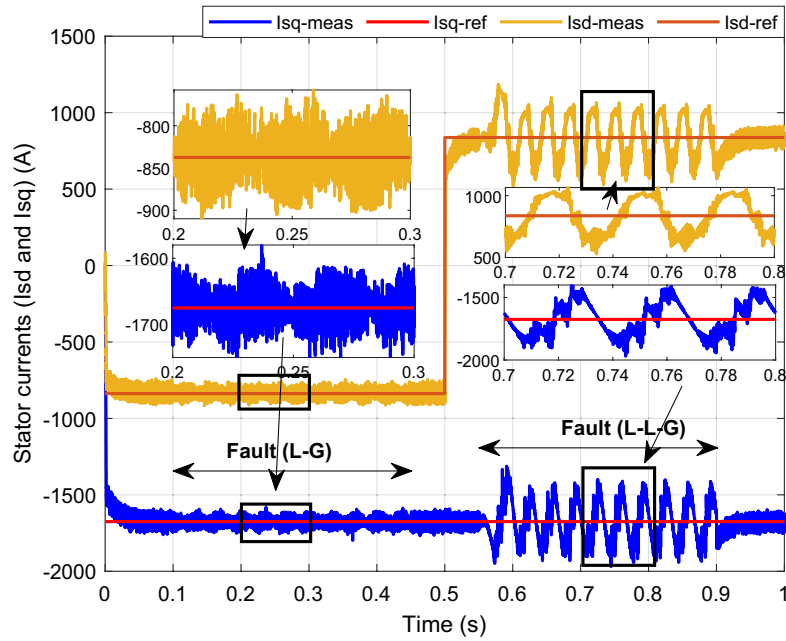 Isq-meas Isq-ref Isd-meas Isd-ref
Stator currents (Isd and Isq) (A)
1500
1000
500
0
-500
-1000
-1500
-2000
-800
-850
-900
0.2 0.25 0.3
-1600
-1700
0.2 0.25 0.3
1000
500
0.7 0.72 0.74 0.76 0.78 0.8
-1500
-2000
0.7 0.72 0.74 0.76 0.78 0.8
Fault (L-G)
Fault (L-L-G)
0 0.1 0.2 0.3 0.4 0.5 0.6 0.7 0.8 0.9 1
Time (s)